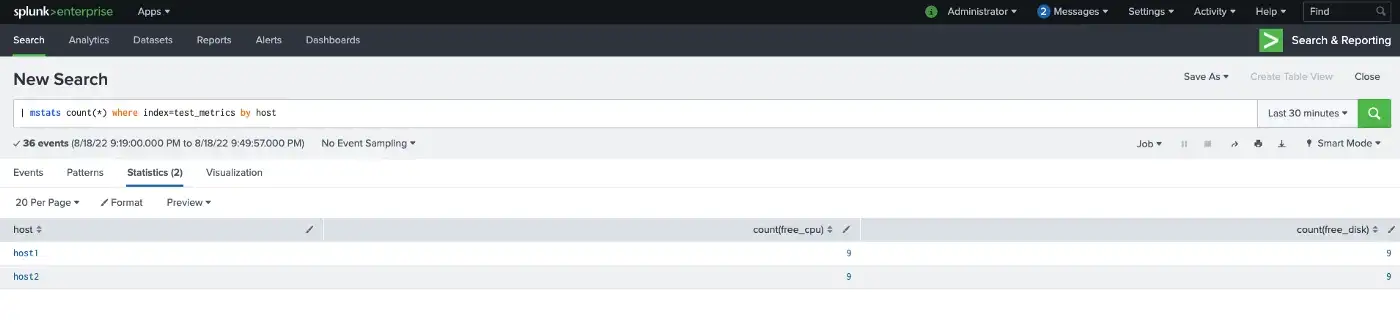 splunk>enterprise Apps Administrator 2 Messages Settings Activity Help Find
Search Analytics Datasets Reports Alerts Dashboards Search & Reporting
New Search Save As Create Table View Close
| mstats count(*) where index=test_metrics by host Last 30 minutes
36 events (8/18/22 9:19:00.000 PM to 8/18/22 9:49:57.000 PM) No Event Sampling Job Smart Mode
Events Patterns Statistics (2) Visualization
20 Per Page Format Preview
host count(free_cpu) count(free_disk)
host1 9 9
host2 9 9